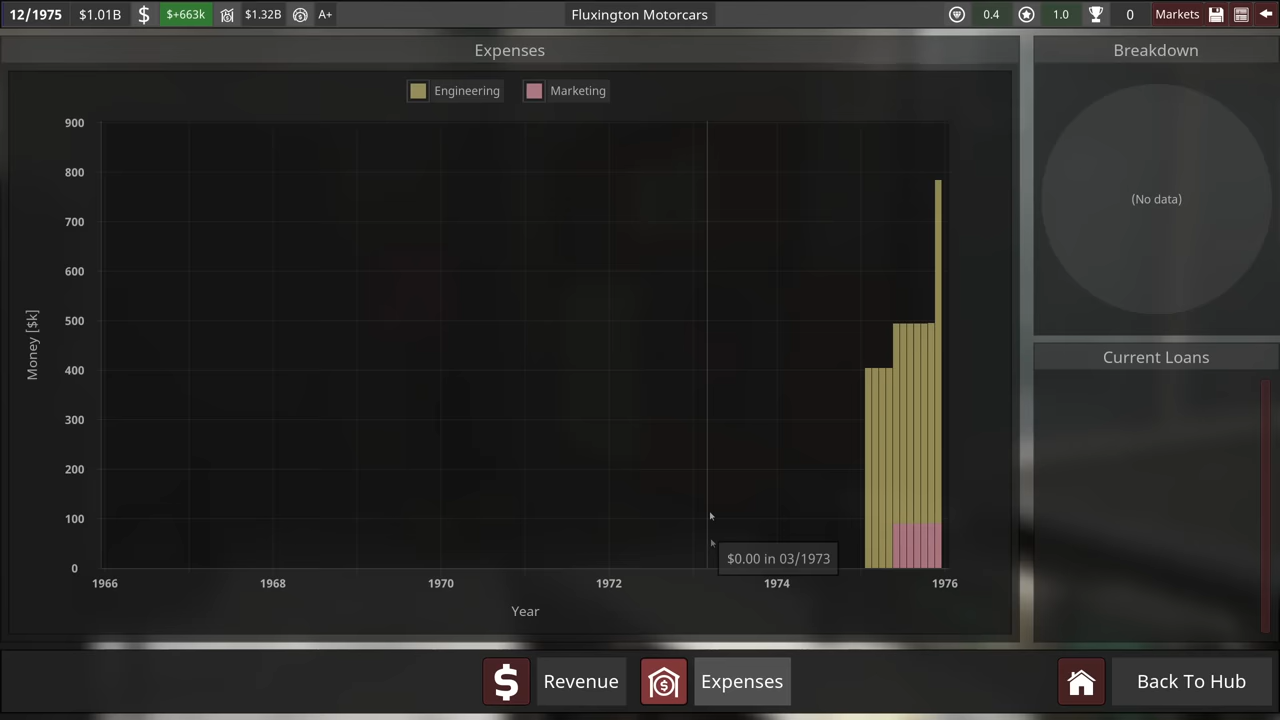 12/1975 $1.01B $ $+663k $1.32B A+ Fluxington Motorcars 0.4 1.0 0 Markets
Expenses
Engineering Marketing
900
800
700
600
500
400
300
200
100
0
Money [$k]
1966 1968 1970 1972 1974 1976
Year
$0.00 in 03/1973
Breakdown
(No data)
Current Loans
$ Revenue $ Expenses Back To Hub